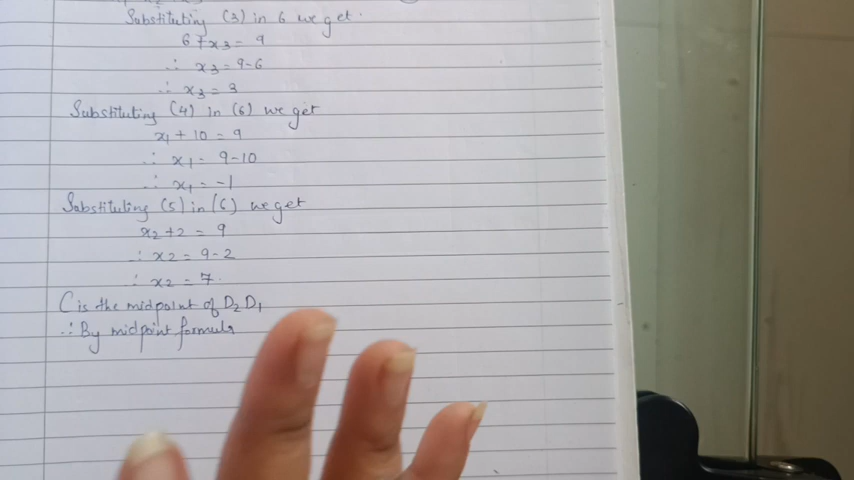 Substituting (3) in 6 we get.
6 + x3 = 9
∴ x3 = 9-6
∴ x3 = 3
Substituting (4) in (6) we get
x1 + 10 = 9
∴ x1 = 9-10
∴ x1 = -1
Substituting (5) in (6) we get
x2 + 2 = 9
∴ x2 = 9-2
∴ x2 = 7.
C is the midpoint of D2 D1
∴ By midpoint formula